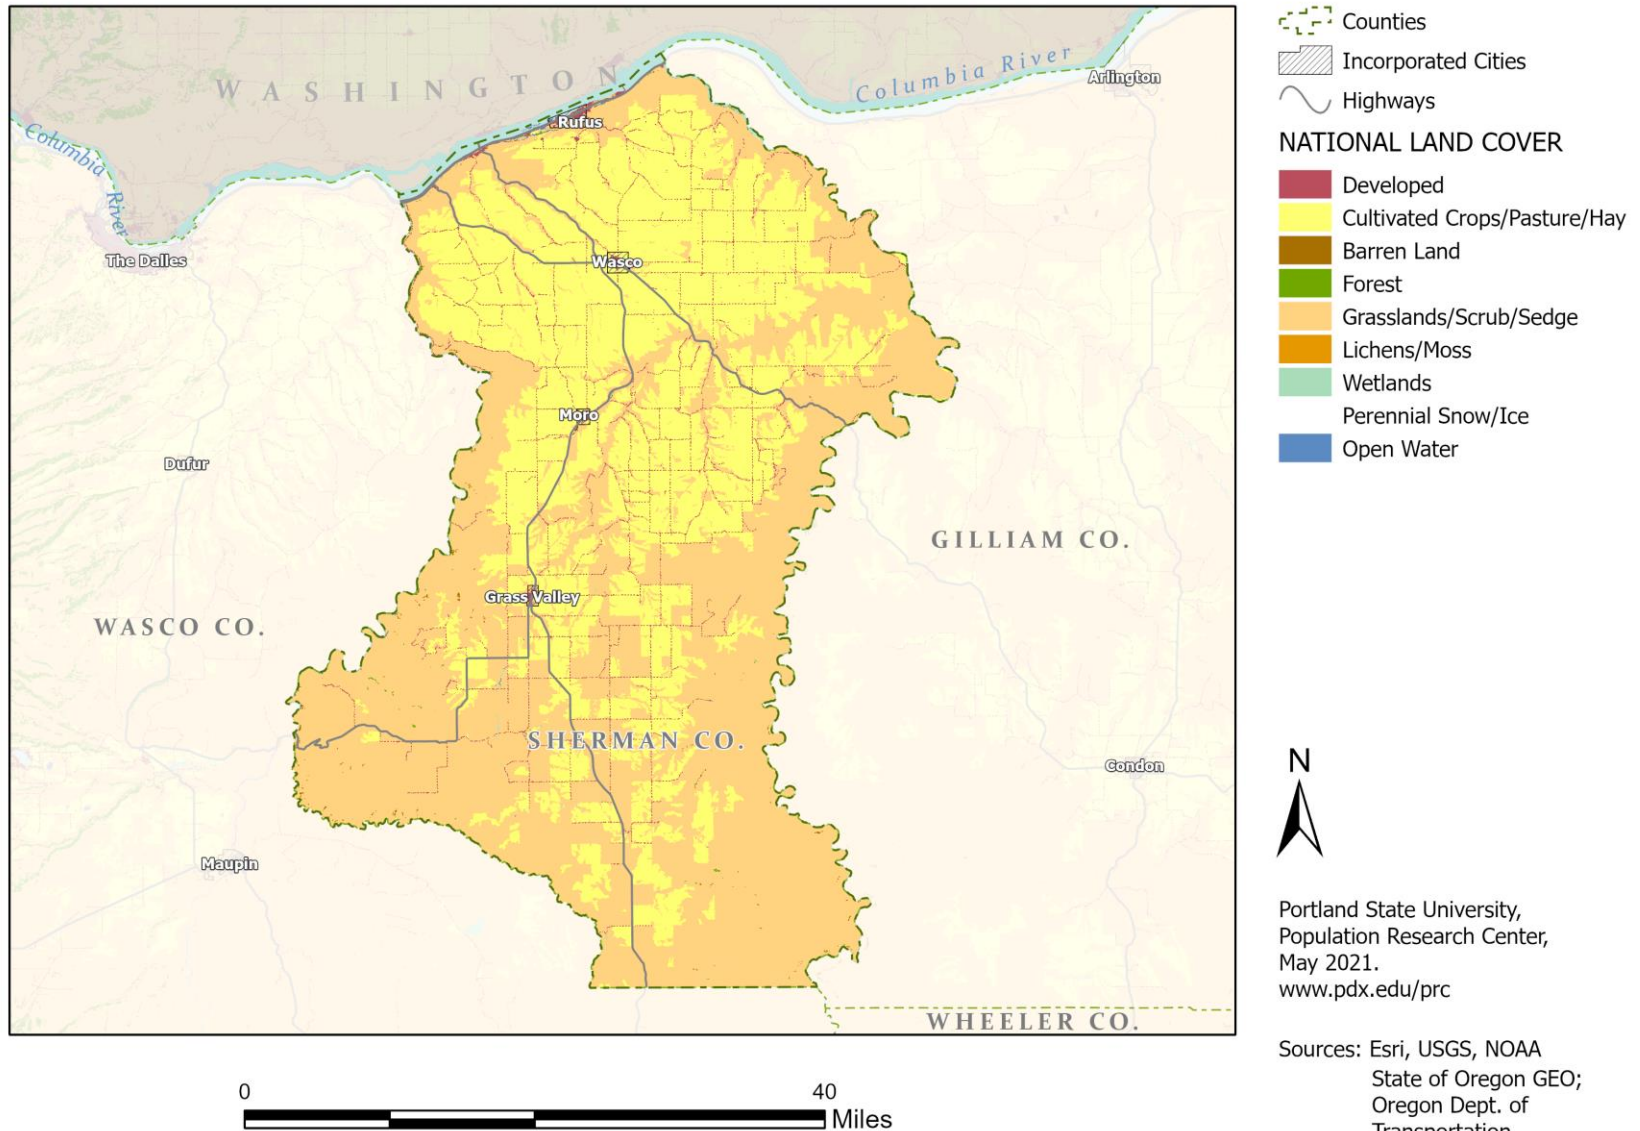 WASHINGTON
Columbia River
Arlington
Rufus
Columbia River
The Dalles
Wasco
Moro
Dufur
GILLIAM CO.
Grass Valley
WASCO CO.
SHERMAN CO.
Condon
Maupin
WHEELER CO.
0 40
Miles
Counties
Incorporated Cities
Highways
NATIONAL LAND COVER
Developed
Cultivated Crops/Pasture/Hay
Barren Land
Forest
Grasslands/Scrub/Sedge
Lichens/Moss
Wetlands
Perennial Snow/Ice
Open Water
N
Portland State University,
Population Research Center,
May 2021.
www.pdx.edu/prc
Sources: Esri, USGS, NOAA
State of Oregon GEO;
Oregon Dept. of
Transportation